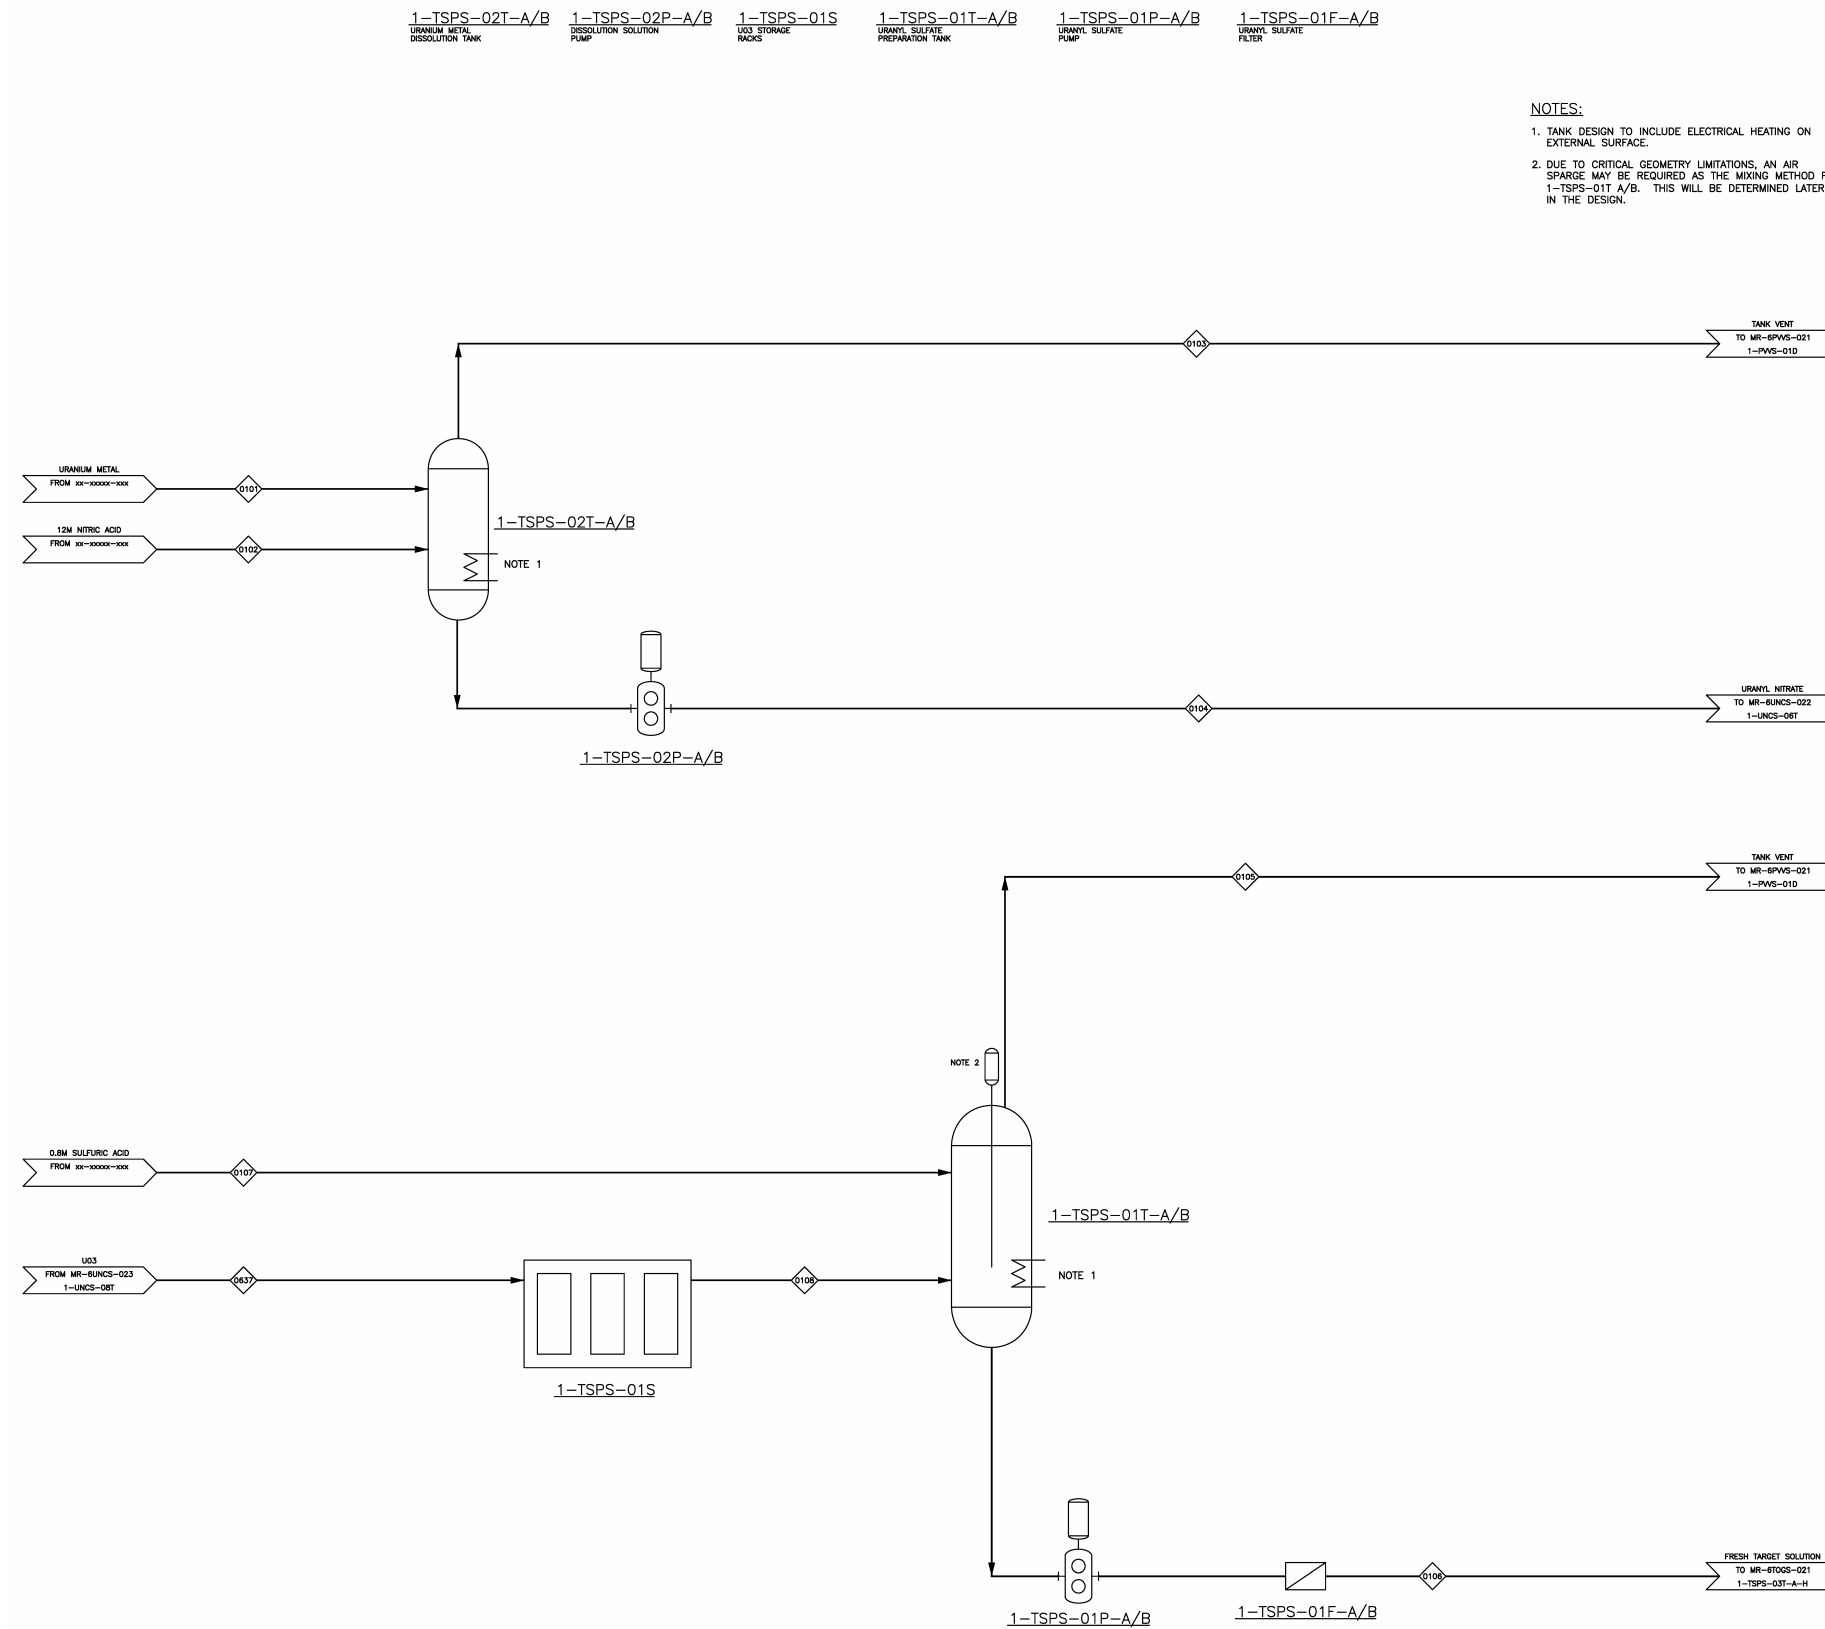 1-TSPS-02T-A/B
URANIUM METAL
DISSOLUTION TANK
1-TSPS-02P-A/B
DISSOLUTION SOLUTION
PUMP
1-TSPS-01S
UO3 STORAGE
RACKS
1-TSPS-01T-A/B
URANYL SULFATE
PREPARATION TANK
1-TSPS-01P-A/B
URANYL SULFATE
PUMP
1-TSPS-01F-A/B
URANYL SULFATE
FILTER
NOTES:
1. TANK DESIGN TO INCLUDE ELECTRICAL HEATING ON
EXTERNAL SURFACE.
2. DUE TO CRITICAL GEOMETRY LIMITATIONS, AN AIR
SPARGE MAY BE REQUIRED AS THE MIXING METHOD
1-TSPS-01T A/B. THIS WILL BE DETERMINED LATER
IN THE DESIGN.
TANK VENT
TO MR-6PVVS-021
1-PVVS-01D
0103
URANIUM METAL
FROM xx-xxxxx-xxx
0101
12M NITRIC ACID
FROM xx-xxxxx-xxx
0102
1-TSPS-02T-A/B
NOTE 1
URANYL NITRATE
TO MR-6UNCS-022
1-UNCS-06T
0104
1-TSPS-02P-A/B
TANK VENT
TO MR-6PVVS-021
1-PVVS-01D
0105
NOTE 2
0.8M SULFURIC ACID
FROM xx-xxxxx-xxx
0107
1-TSPS-01T-A/B
UO3
FROM MR-6UNCS-023
1-UNCS-08T
0637
0108
NOTE 1
1-TSPS-01S
FRESH TARGET SOLUTION
TO MR-6TOGS-021
1-TSPS-03T-A-H
0106
1-TSPS-01P-A/B
1-TSPS-01F-A/B